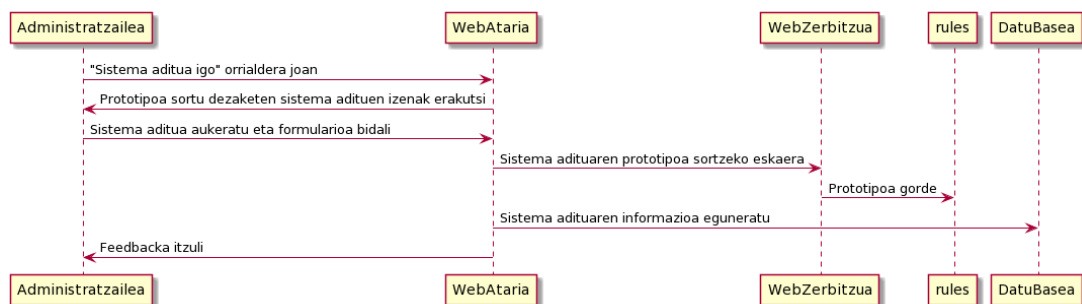 Administratzailea WebAtaria WebZerbitzua rules DatuBasea
"Sistema aditua igo" orrialdera joan
Prototipoa sortu dezaketen sistema adituen izenak erakutsi
Sistema aditua aukeratu eta formularioa bidali
Sistema adituaren prototipoa sortzeko eskaera
Prototipoa gorde
Sistema adituaren informazioa eguneratu
Feedbacka itzuli
Administratzailea WebAtaria WebZerbitzua rules DatuBasea